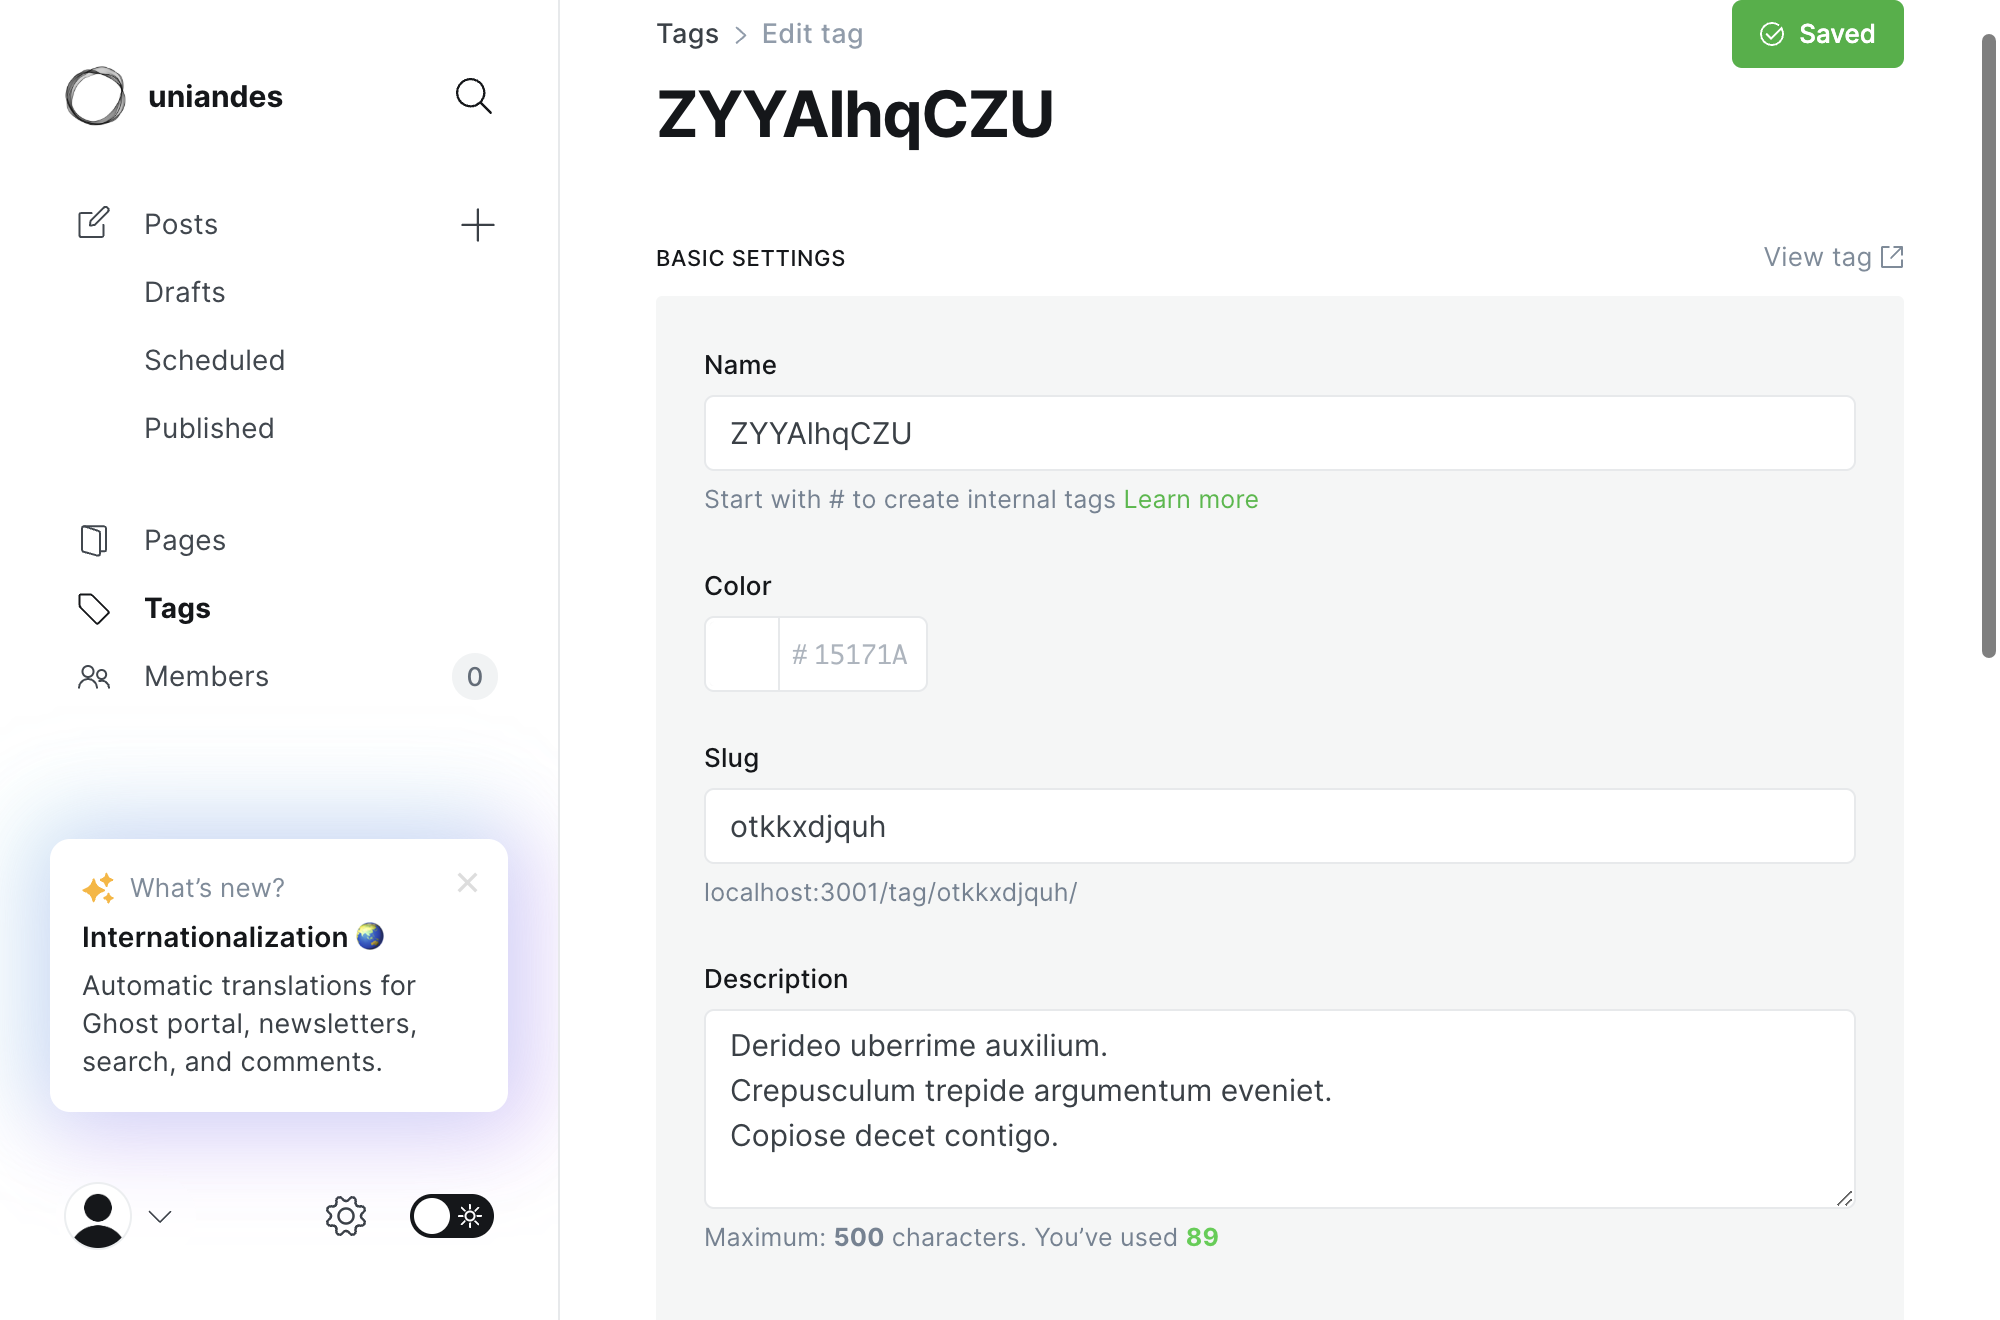 uniandes
Posts
Drafts
Scheduled
Published
Pages
Tags
Members
0
What's new?
Internationalization 🌏
Automatic translations for
Ghost portal, newsletters,
search, and comments.
Tags > Edit tag
Saved
ZYYAlhqCZU
BASIC SETTINGS
View tag
Name
ZYYAlhqCZU
Start with # to create internal tags Learn more
Color
# 15171A
Slug
otkkxdjquh
localhost:3001/tag/otkkxdjquh/
Description
Derideo uberrime auxilium.
Crepusculum trepide argumentum eveniet.
Copiose decet contigo.
Maximum: 500 characters. You've used 89